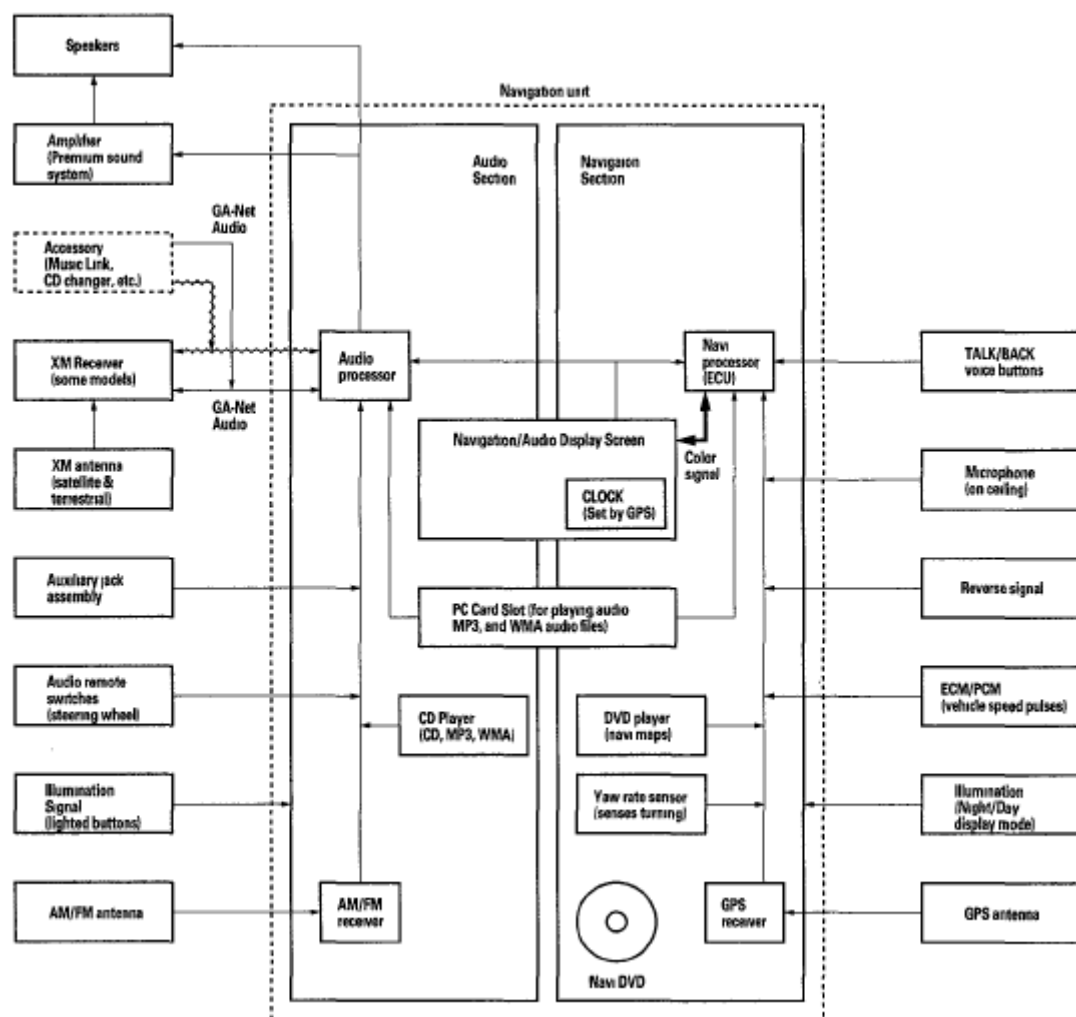 Speakers
Navigation unit
Amplifier
(Premium sound
system)
Audio
Section
Navigaion
Section
GA-Net
Audio
Accessory
(Music Link,
CD changer, etc.)
XM Receiver
(some models)
Audio
processor
Navi
processor
(ECU)
TALK/BACK
voice buttons
GA-Net
Audio
Navigation/Audio Display Screen
Color
signal
CLOCK
(Set by GPS)
XM antenna
(satellite &
terrestrial)
Microphone
(on ceiling)
Auxiliary jack
assembly
PC Card Slot (for playing audio
MP3, and WMA audio files)
Reverse signal
Audio remote
switches
(steering wheel)
CD Player
(CD, MP3, WMA)
DVD player
(navi maps)
ECM/PCM
(vehicle speed pulses)
Illumination
Signal
(lighted buttons)
Yaw rate sensor
(senses turning)
Illumination
(Night/Day
display mode)
AM/FM antenna
AM/FM
receiver
Navi DVD
GPS
receiver
GPS antenna